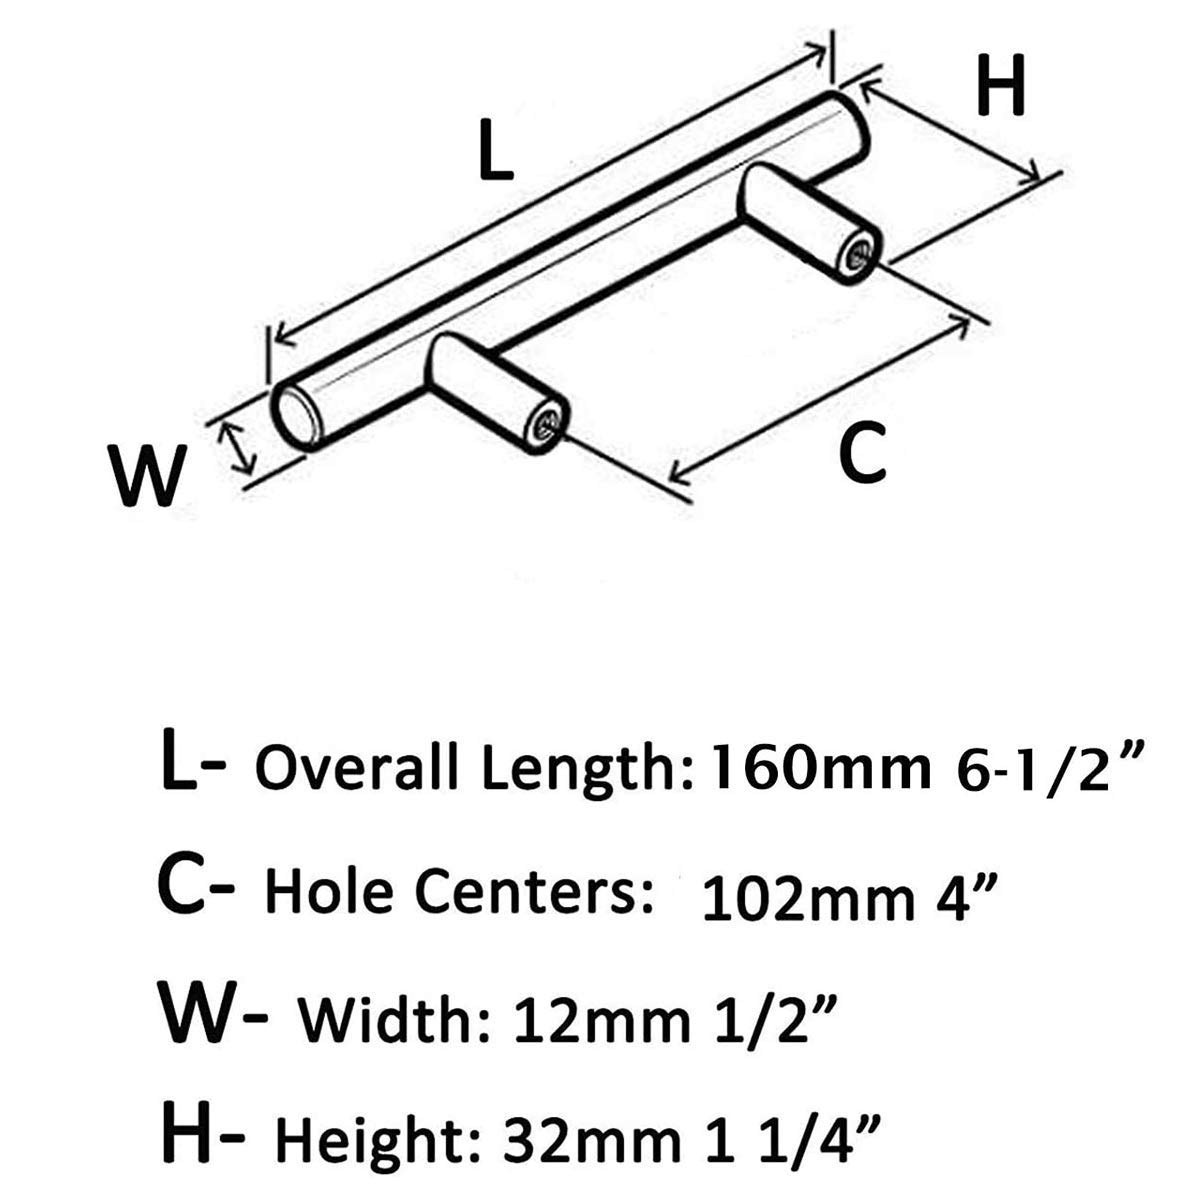 L
H
W
C
L- Overall Length: 160mm 6-1/2”
C- Hole Centers: 102mm 4”
W- Width: 12mm 1/2”
H- Height: 32mm 1 1/4”